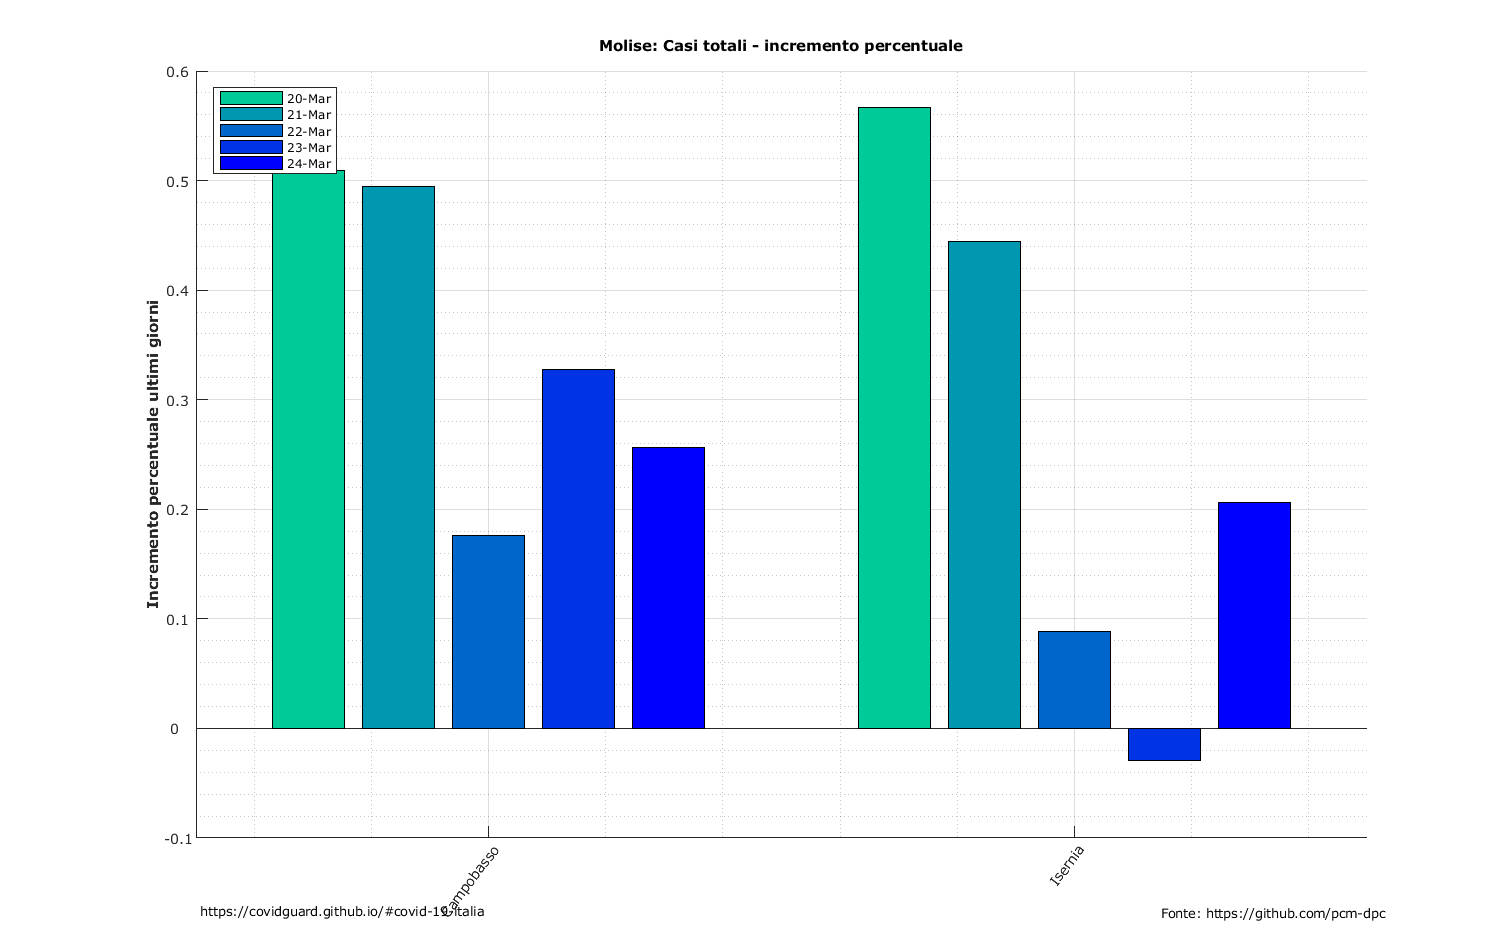 Molise: Casi totali - incremento percentuale
0.6
0.5
0.4
0.3
0.2
0.1
0
-0.1
Incremento percentuale ultimi giorni
20-Mar
21-Mar
22-Mar
23-Mar
24-Mar
Campobasso
Isernia
https://covidguard.github.io/#covid-19-italia
Fonte: https://github.com/pcm-dpc